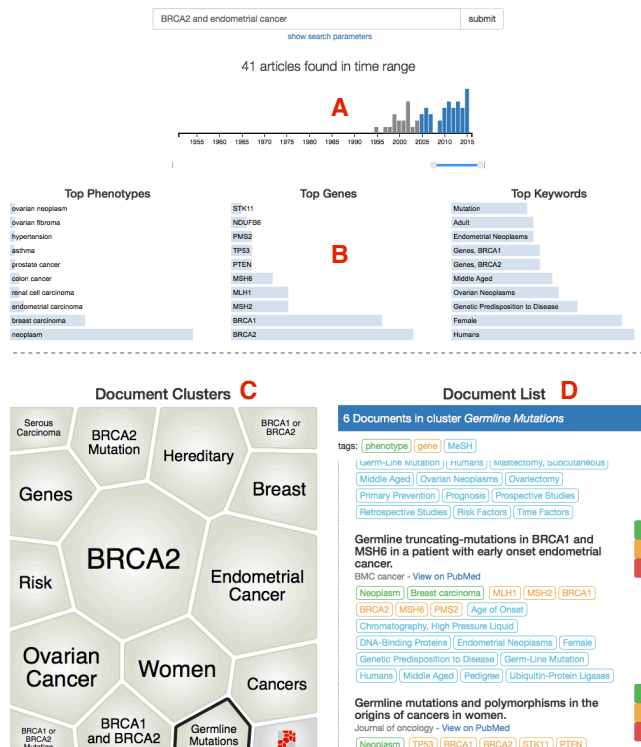 BRCA2 and endometrial cancer
submit
show search parameters
41 articles found in time range
A
1955 1960 1965 1970 1975 1980 1985 1990 1995 2000 2005 2010 2015
Top Phenotypes
ovarian neoplasm
ovarian fibroma
hypertension
asthma
prostate cancer
colon cancer
renal cell carcinoma
endometrial carcinoma
breast carcinoma
neoplasm
Top Genes
STK11
NDUFB6
PMS2
TP53
PTEN
MSH6
MLH1
MSH2
BRCA1
BRCA2
B
Top Keywords
Mutation
Adult
Endometrial Neoplasms
Genes, BRCA1
Genes, BRCA2
Middle Aged
Ovarian Neoplasms
Genetic Predisposition to Disease
Female
Humans
Document Clusters C
Serous
Carcinoma
BRCA2
Mutation
Hereditary
BRCA1 or
BRCA2
Genes
Breast
BRCA2
Risk
Endometrial
Cancer
Ovarian
Cancer
Women
Cancers
BRCA1 or
BRCA2
Mutation
BRCA1
and BRCA2
Germline
Mutations
Document List D
6 Documents in cluster Germline Mutations
tags: phenotype gene MeSH
Germ-Line Mutation Humans Mastectomy, Subcutaneous
Middle Aged Ovarian Neoplasms Ovariectomy
Primary Prevention Prognosis Prospective Studies
Retrospective Studies Risk Factors Time Factors
Germline truncating-mutations in BRCA1 and
MSH6 in a patient with early onset endometrial
cancer.
BMC cancer - View on PubMed
Neoplasm Breast carcinoma MLH1 MSH2 BRCA1
BRCA2 MSH6 PMS2 Age of Onset
Chromatography, High Pressure Liquid
DNA-Binding Proteins Endometrial Neoplasms Female
Genetic Predisposition to Disease Germ-Line Mutation
Humans Middle Aged Pedigree Ubiquitin-Protein Ligases
Germline mutations and polymorphisms in the
origins of cancers in women.
Journal of oncology - View on PubMed
Neoplasm TP53 BRCA1 BRCA2 STK11 PTEN